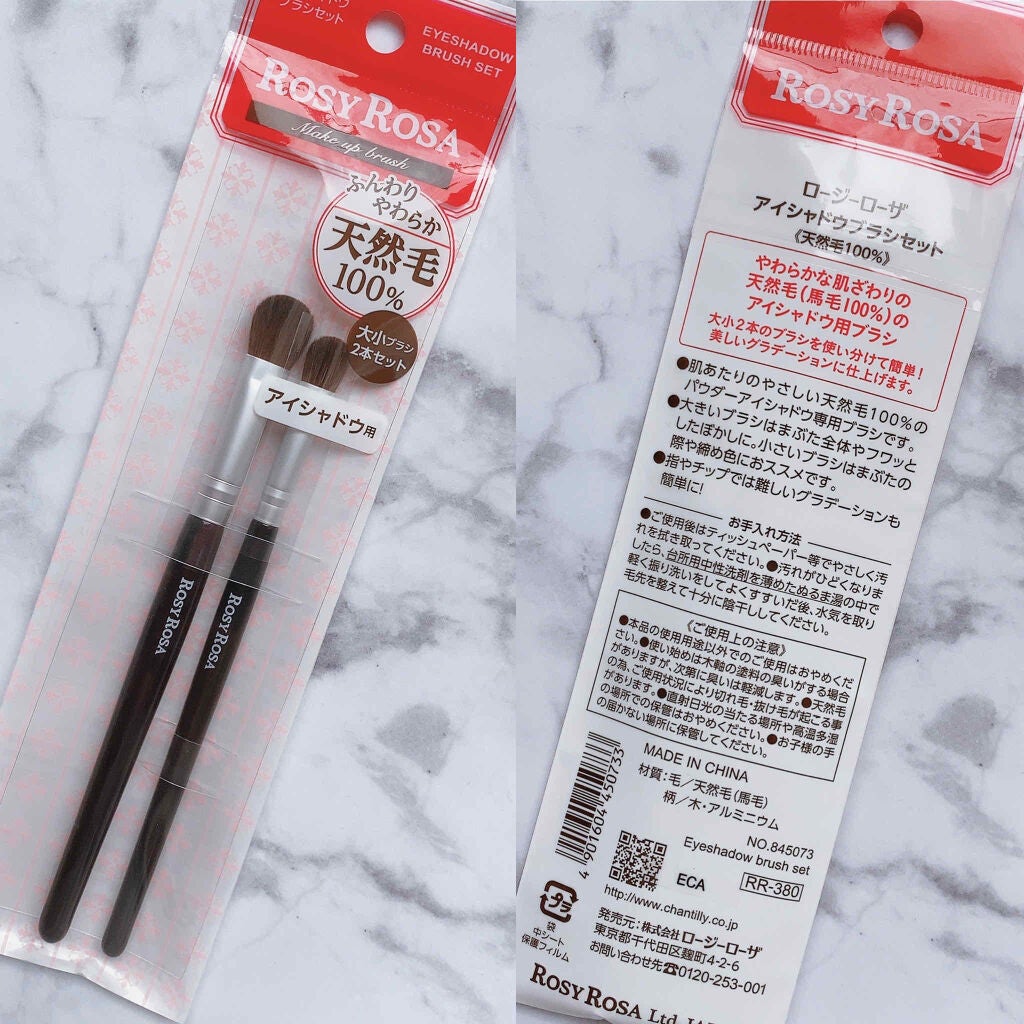 ブラシセット
EYESHADOW
BRUSH SET
ROSY ROSA
Make up brush
ふんわり
やわらか
天然毛
100%
大小ブラシ
2本セット
アイシャドウ用
ROSY ROSA
ROSY ROSA
ROSY ROSA
ロージーローザ
アイシャドウブラシセット
《天然毛100%》
やわらかな肌ざわりの
天然毛(馬毛100%)の
アイシャドウ用ブラシ
大小2本のブラシを使い分けて簡単!
美しいグラデーションに仕上げます。
●肌あたりのやさしい天然毛100%の
パウダーアイシャドウ専用ブラシです。
●大きいブラシはまぶた全体やフワッと
したぼかしに。小さいブラシはまぶたの
際や締め色におススメです。
●指やチップでは難しいグラデーションも
簡単に!
お手入れ方法
●ご使用後はティッシュペーパー等でやさしく汚
れを拭き取ってください。●汚れがひどくなりま
したら、台所用中性洗剤を薄めたぬるま湯の中で
軽く振り洗いをしてよくすすいだ後、水気を取り
毛先を整えて十分に陰干ししてください。
《ご使用上の注意》
●本品の使用用途以外でのご使用はおやめくだ
さい。●使い始めは木軸の塗料の臭いがする場合
がありますが、次第に臭いは軽減します。●天然毛
の為、ご使用状況により切れ毛・抜け毛が起こる事
があります。●直射日光の当たる場所や高温多湿
の場所での保管はおやめください。●お子様の手
の届かない場所に保管してください。
MADE IN CHINA
材質:毛/天然毛(馬毛)
柄/木・アルミニウム
4 901604 450733
NO.845073
Eyeshadow brush set
ECA
RR-380
http://www.chantilly.co.jp
プラ
袋
中シート
保護フィルム
発売元:株式会社ロージーローザ
東京都千代田区麹町4-2-6
お問い合わせ先☎0120-253-001
ROSY ROSA Ltd.